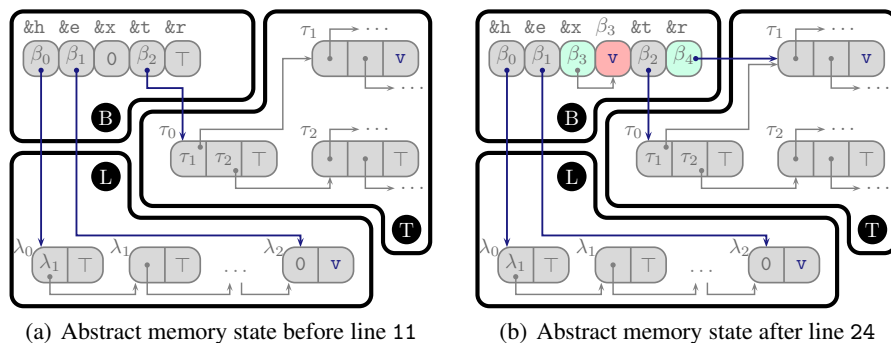 &h &e &x &t &r
β₀ β₁ 0 β₂ ⊤
B
τ₁
v
...
...
τ₀
τ₁ τ₂ ⊤
τ₂
⊤
...
...
L
T
λ₀
λ₁ ⊤
λ₁
⊤
...
λ₂
0 v
(a) Abstract memory state before line 11
&h &e &x β₃ &t &r
β₀ β₁ β₃ v β₂ β₄
B
τ₁
v
...
...
τ₀
τ₁ τ₂ ⊤
τ₂
⊤
...
...
L
T
λ₀
λ₁ ⊤
λ₁
⊤
...
λ₂
0 v
(b) Abstract memory state after line 24